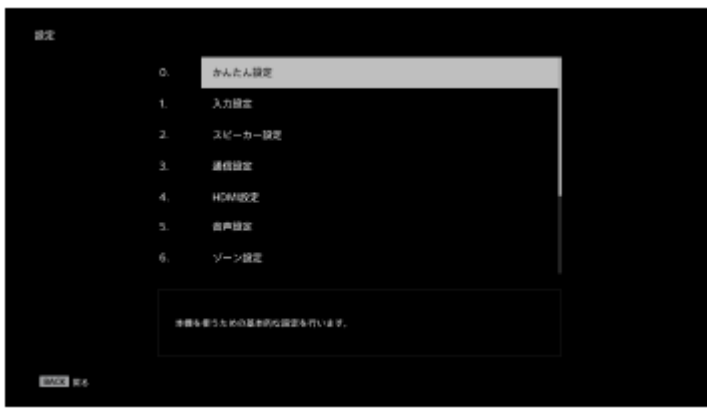 設定
0. かんたん設定
1. 入力設定
2. スピーカー設定
3. 通信設定
4. HDMI設定
5. 音声設定
6. ゾーン設定
本機を使うための基本的な設定を行います。
BACK 戻る